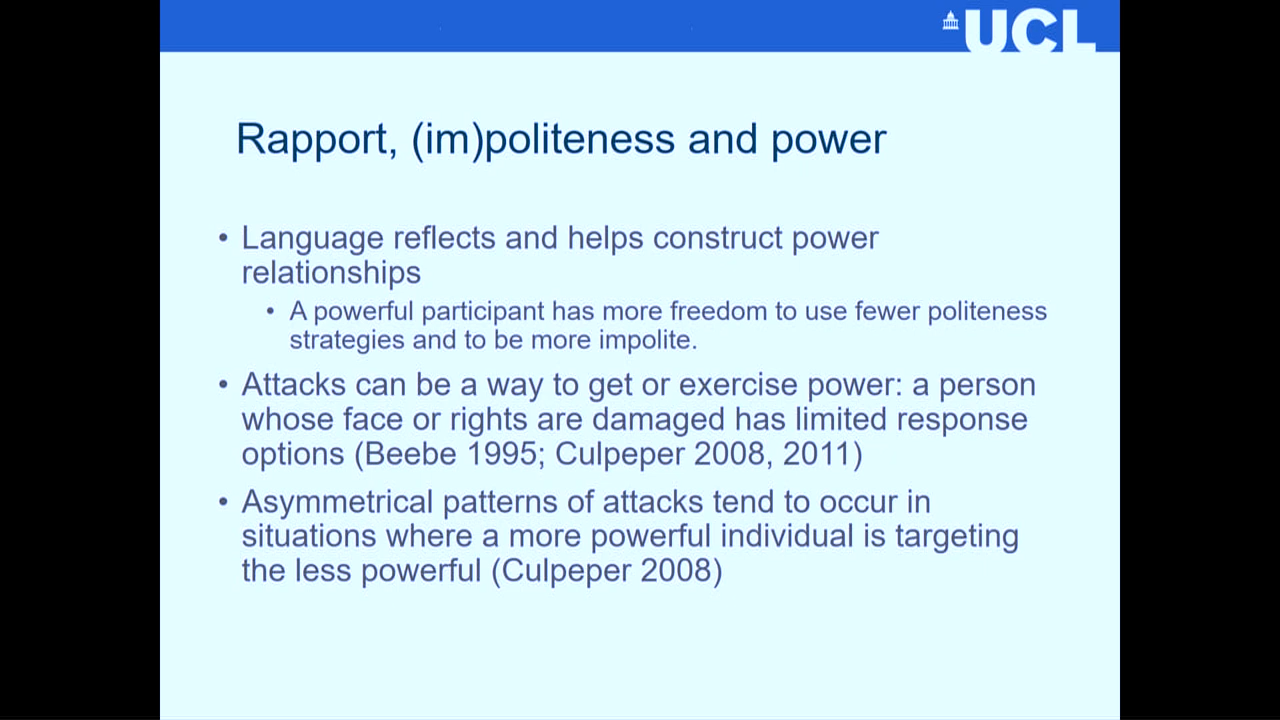 UCL
Rapport, (im)politeness and power
• Language reflects and helps construct power
relationships
• A powerful participant has more freedom to use fewer politeness
strategies and to be more impolite.
• Attacks can be a way to get or exercise power: a person
whose face or rights are damaged has limited response
options (Beebe 1995; Culpeper 2008, 2011)
• Asymmetrical patterns of attacks tend to occur in
situations where a more powerful individual is targeting
the less powerful (Culpeper 2008)